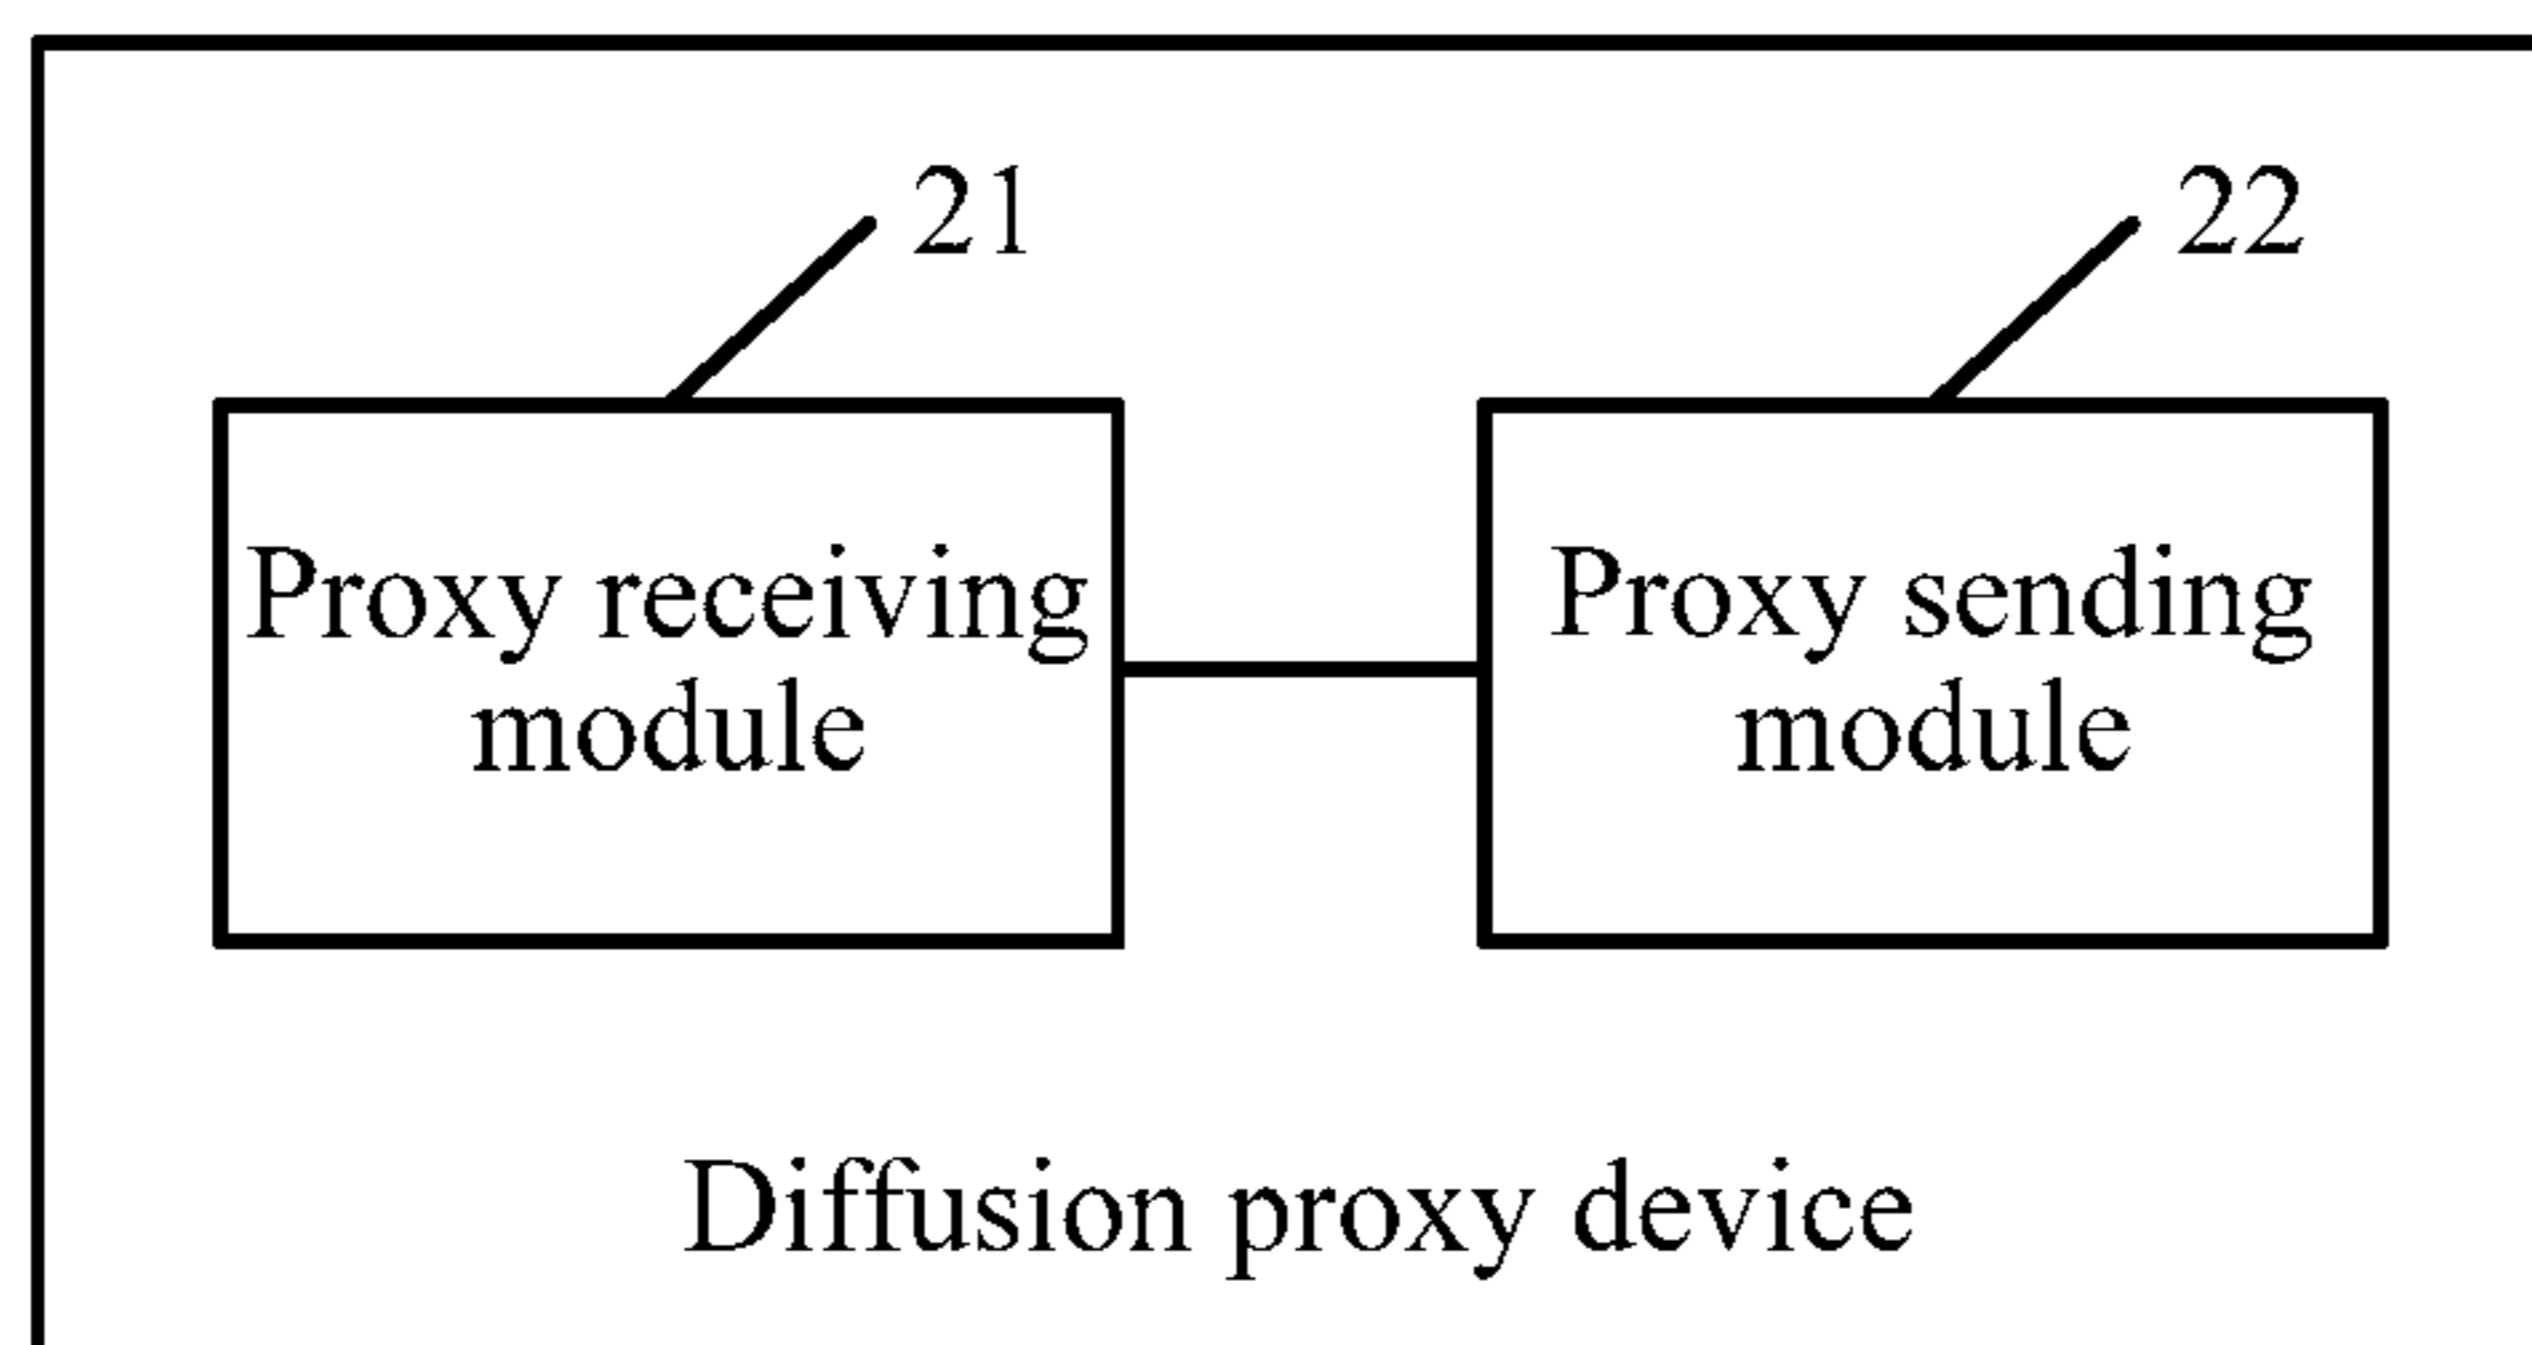 21
22
Proxy receiving
module
Proxy sending
module
Diffusion proxy device